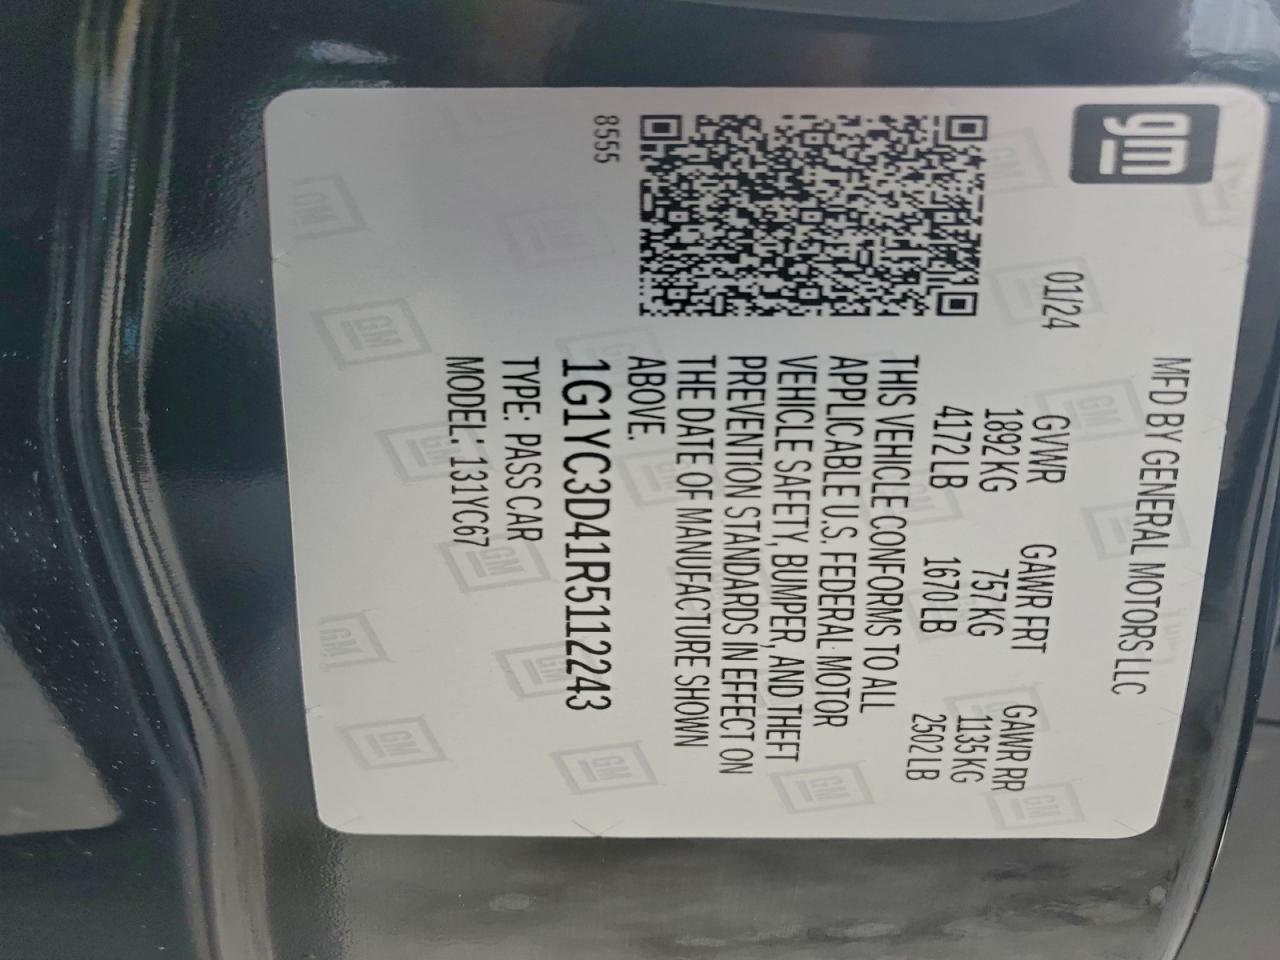 gm
MFD BY GENERAL MOTORS LLC
01/24
GVWR GAWR FRT GAWR RR
1892 KG 757 KG 1135 KG
4172 LB 1670 LB 2502 LB
THIS VEHICLE CONFORMS TO ALL
APPLICABLE U.S. FEDERAL MOTOR
VEHICLE SAFETY, BUMPER, AND THEFT
PREVENTION STANDARDS IN EFFECT ON
THE DATE OF MANUFACTURE SHOWN
ABOVE.
8555
1G1YC3D41R5112243
TYPE: PASS CAR
MODEL: 131YC67